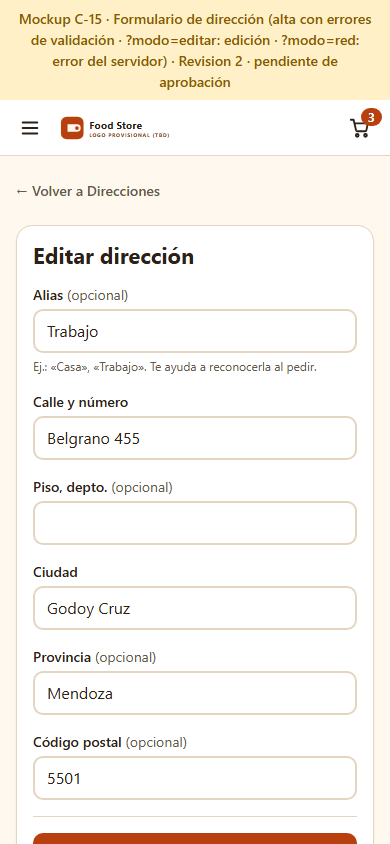 Mockup C-15 · Formulario de dirección (alta con errores
de validación · ?modo=editar: edición · ?modo=red:
error del servidor) · Revision 2 · pendiente de
aprobación
Food Store
LOGO PROVISIONAL (TBD)
3
← Volver a Direcciones
Editar dirección
Alias (opcional)
Trabajo
Ej.: «Casa», «Trabajo». Te ayuda a reconocerla al pedir.
Calle y número
Belgrano 455
Piso, depto. (opcional)
Ciudad
Godoy Cruz
Provincia (opcional)
Mendoza
Código postal (opcional)
5501